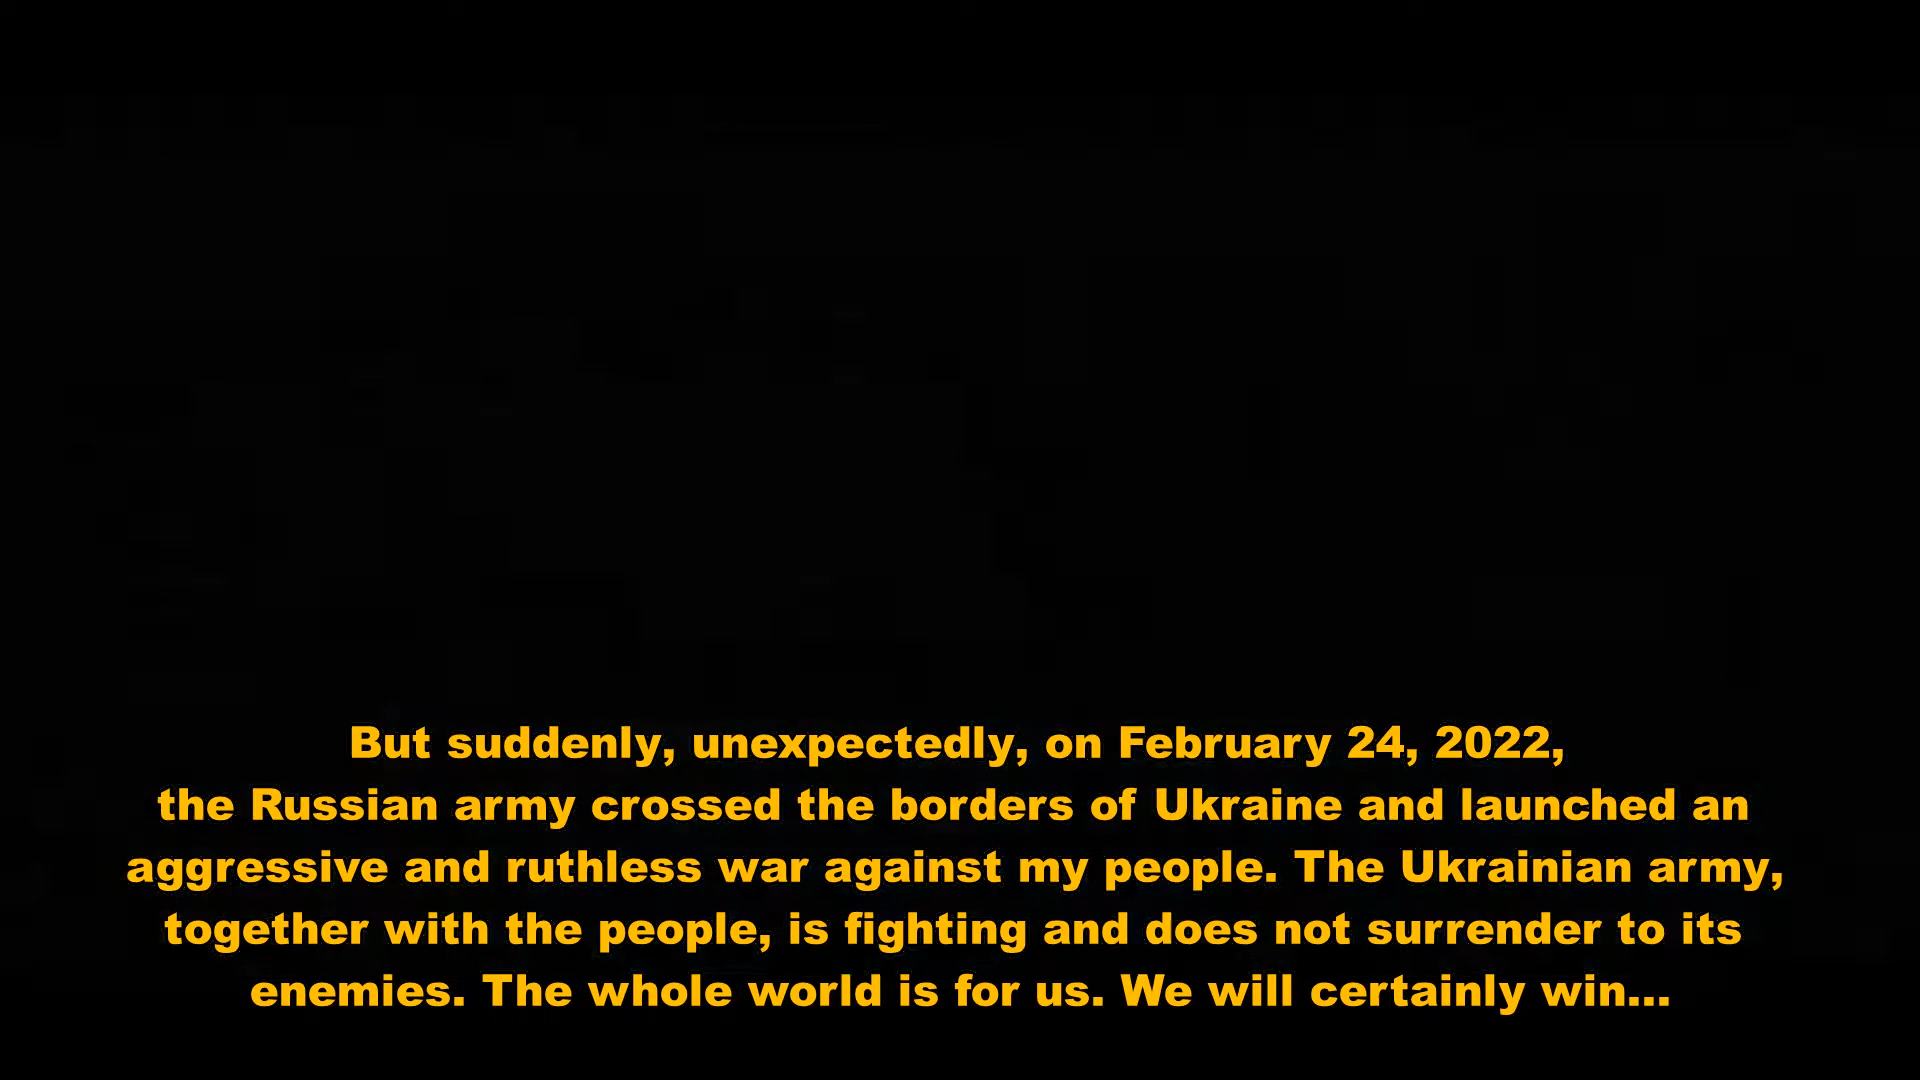 But suddenly, unexpectedly, on February 24, 2022,
the Russian army crossed the borders of Ukraine and launched an
aggressive and ruthless war against my people. The Ukrainian army,
together with the people, is fighting and does not surrender to its
enemies. The whole world is for us. We will certainly win...